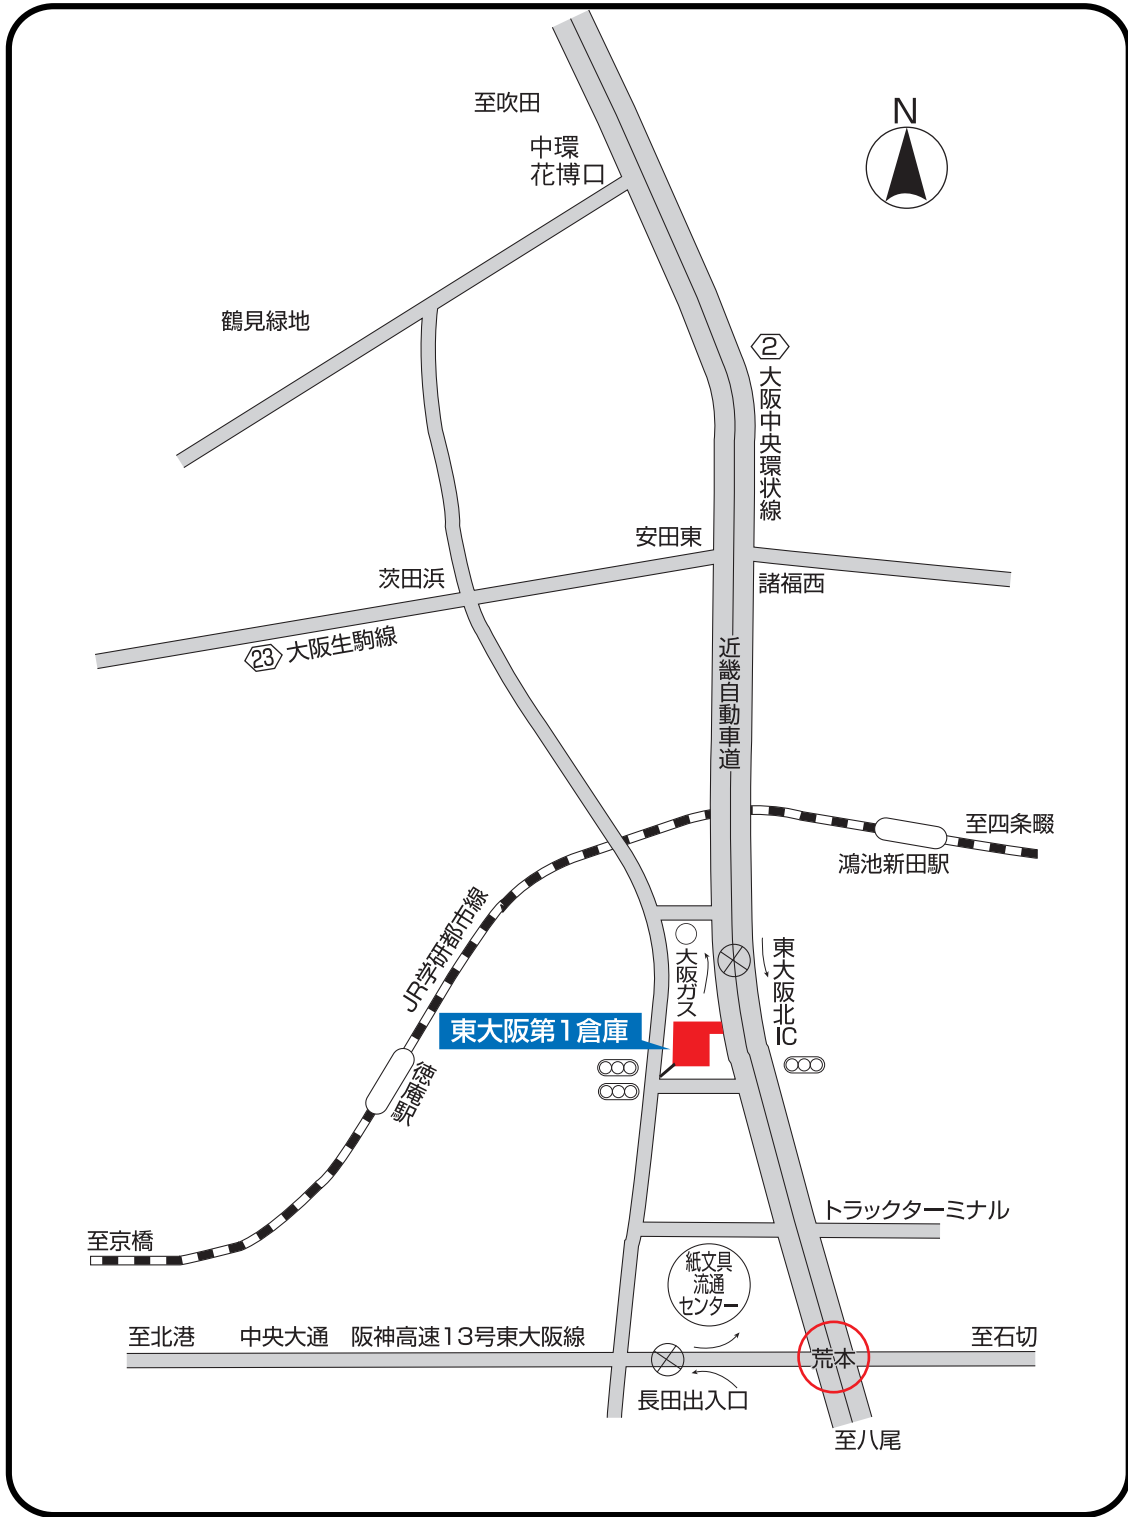 N
至吹田
中環
花博口
鶴見緑地
2
大阪中央環状線
安田東
茨田浜
諸福西
23
大阪生駒線
近畿自動車道
至四条畷
鴻池新田駅
JR学研都市線
大阪ガス
東大阪北IC
東大阪第1倉庫
徳庵駅
トラックターミナル
至京橋
紙文具
流通
センター
至北港
中央大通
阪神高速13号東大阪線
至石切
荒本
長田出入口
至八尾